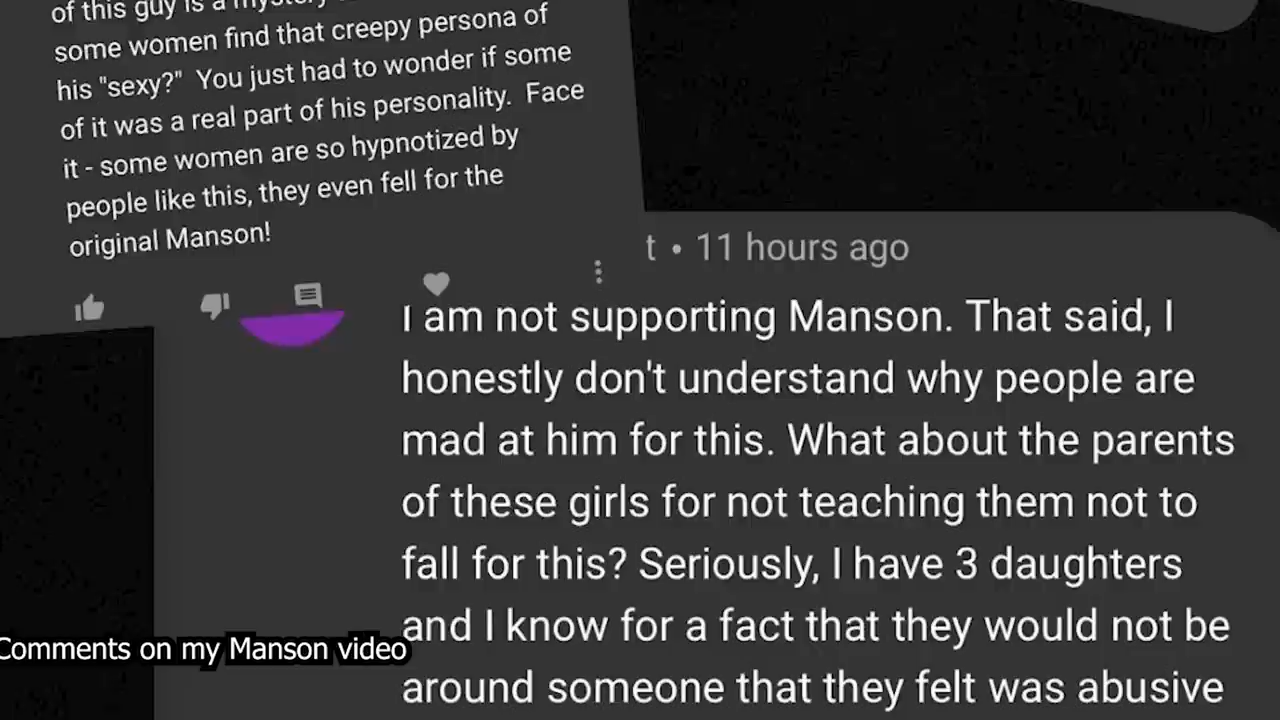 of this guy is a mystery
some women find that creepy persona of
his "sexy?" You just had to wonder if some
of it was a real part of his personality. Face
it - some women are so hypnotized by
people like this, they even fell for the
original Manson!
t • 11 hours ago
I am not supporting Manson. That said, I
honestly don't understand why people are
mad at him for this. What about the parents
of these girls for not teaching them not to
fall for this? Seriously, I have 3 daughters
and I know for a fact that they would not be
around someone that they felt was abusive
Comments on my Manson video